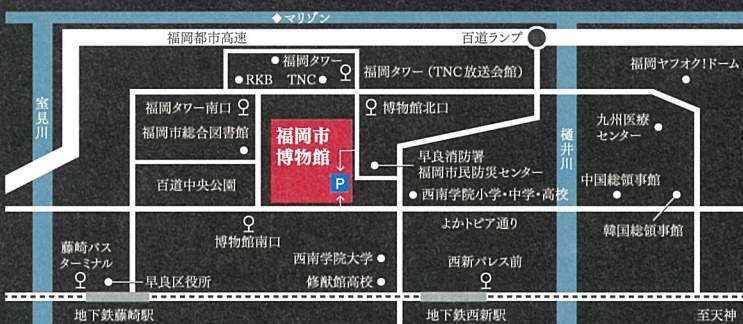 ◆マリゾン
福岡都市高速
百道ランプ
福岡タワー
RKB
TNC
福岡タワー（TNC放送会館）
福岡ヤフオク!ドーム
室見川
福岡タワー南口
博物館北口
福岡市総合図書館
福岡市
博物館
P
九州医療
センター
樋井川
早良消防署
福岡市民防災センター
百道中央公園
西南学院小学・中学・高校
中国総領事館
よかトピア通り
韓国総領事館
博物館南口
藤崎バス
ターミナル
西南学院大学
西新パレス前
早良区役所
修猷館高校
地下鉄藤崎駅
地下鉄西新駅
至天神